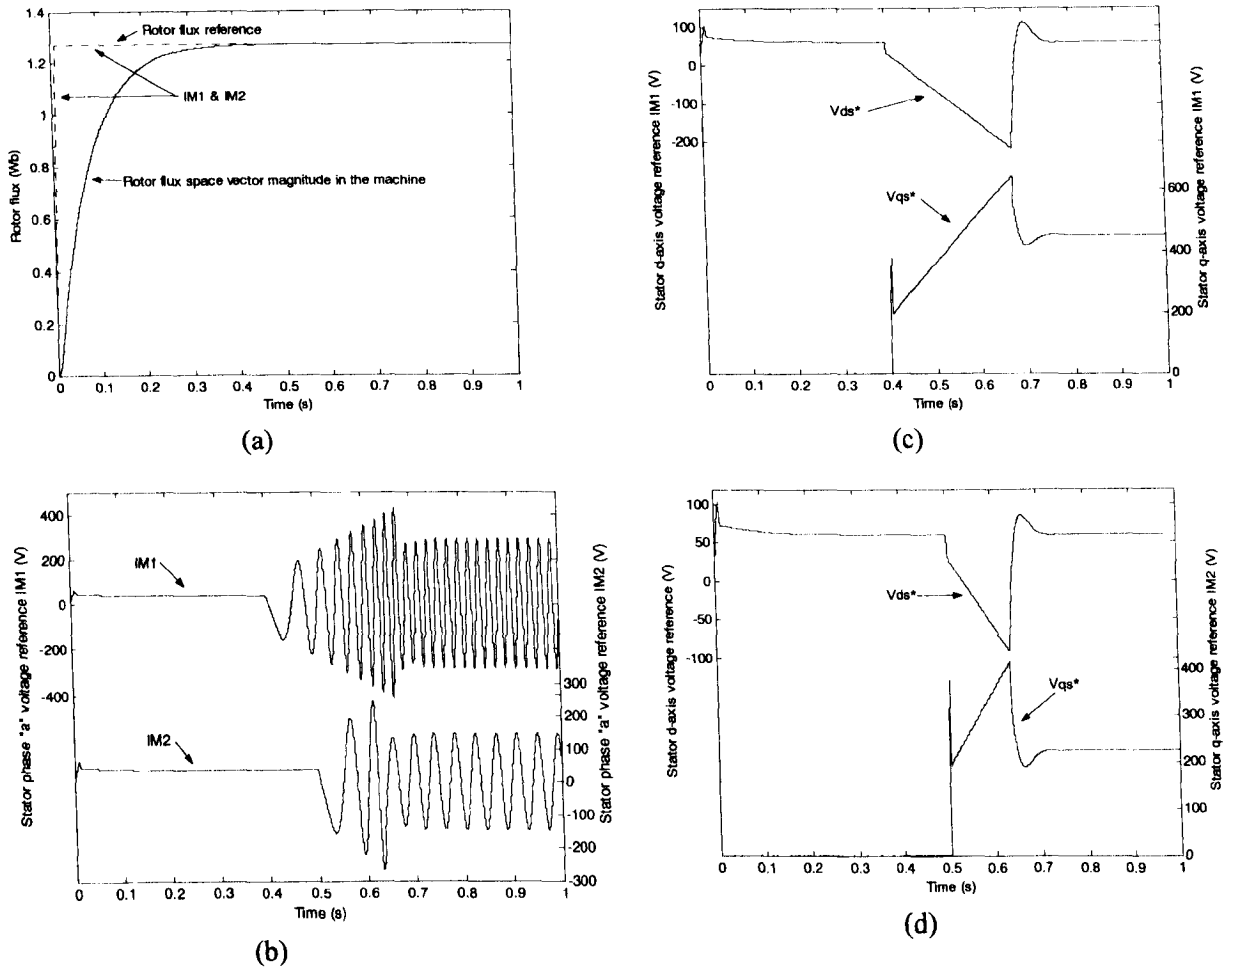 1.4
1.2
1
0.8
1.6
1.2
0.4
0.2
0
Rotor flux (Wb)
Rotor flux reference
IM1 & IM2
Rotor flux space vector magnitude in the machine
0 0.1 0.2 0.3 0.4 0.5 0.6 0.7 0.8 0.9 1
Time (s)
(a)
100
0
-100
-200
Stator d-axis voltage reference IM1 (V)
Vds*
Vqs*
600
400
200
0
Stator q-axis voltage reference IM1 (V)
0 0.1 0.2 0.3 0.4 0.5 0.6 0.7 0.8 0.9 1
Time (s)
(c)
400
200
0
-200
-400
Stator phase "a" voltage reference IM1 (V)
IM1
IM2
300
200
100
0
-100
-200
-300
Stator phase "a" voltage reference IM2 (V)
0 0.1 0.2 0.3 0.4 0.5 0.6 0.7 0.8 0.9 1
Time (s)
(b)
100
50
0
-50
-100
Stator d-axis voltage reference (V)
Vds*
Vqs*
400
300
200
100
0
Stator q-axis voltage reference IM2 (V)
0 0.1 0.2 0.3 0.4 0.5 0.6 0.7 0.8 0.9 1
Time (s)
(d)